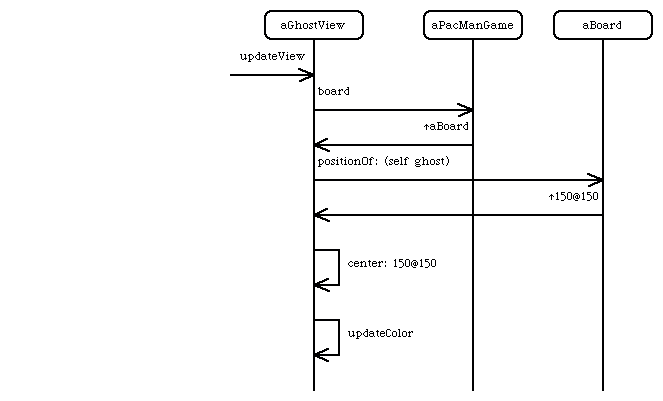 aGhostView
aPacManGame
aBoard
updateView
board
↑aBoard
positionOf: (self ghost)
↑150@150
center: 150@150
updateColor